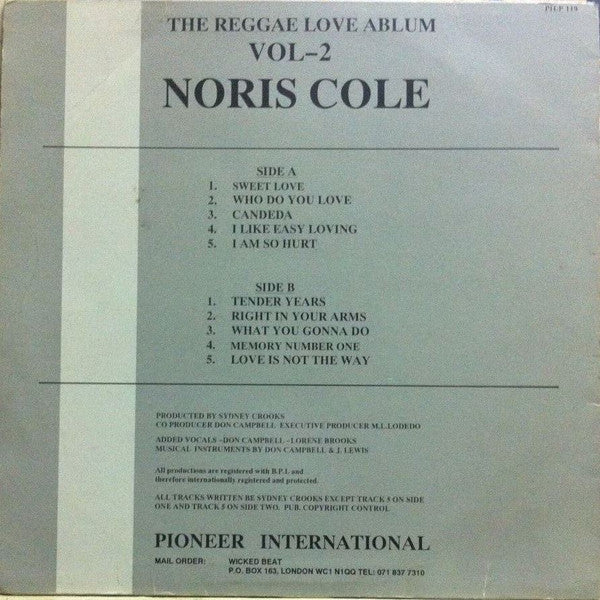 PILP 119
THE REGGAE LOVE ABLUM
VOL-2
NORIS COLE
SIDE A
1. SWEET LOVE
2. WHO DO YOU LOVE
3. CANDEDA
4. I LIKE EASY LOVING
5. I AM SO HURT
SIDE B
1. TENDER YEARS
2. RIGHT IN YOUR ARMS
3. WHAT YOU GONNA DO
4. MEMORY NUMBER ONE
5. LOVE IS NOT THE WAY
PRODUCTED BY SYDNEY CROOKS
CO PRODUCER DON CAMPBELL EXECUTIVE PRODUCER M.L.LODEDO
ADDED VOCALS -DON CAMPBELL -LORENE BROOKS
MUSICAL INSTRUMENTS BY DON CAMPBELL & J. LEWIS
All productions are registered with B.P.I. and
therefore internationally registered and protected.
ALL TRACKS WRITTEN BE SYDNEY CROOKS EXCEPT TRACK 5 ON SIDE
ONE AND TRACK 5 ON SIDE TWO. PUB. COPYRIGHT CONTROL
PIONEER INTERNATIONAL
MAIL ORDER: WICKED BEAT
P.O. BOX 163, LONDON WC1 N1QQ TEL: 071 837 7310